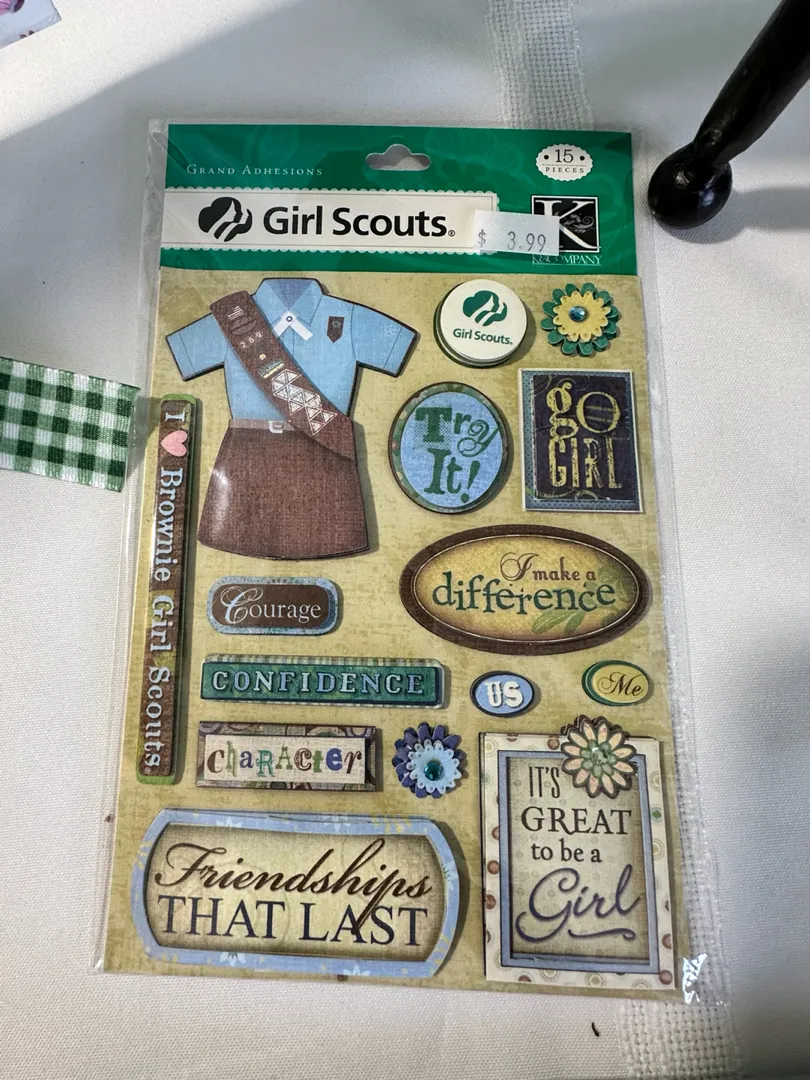 GRAND ADHESIONS
15
PIECES
Girl Scouts®
$ 3.99
K
K&COMPANY
269
Girl Scouts®
Try
It!
go
GIRL
I ♥ Brownie Girl Scouts.
I make a
difference
Courage
CONFIDENCE
US
Me
character
IT'S
GREAT
to be a
Girl
Friendships
THAT LAST